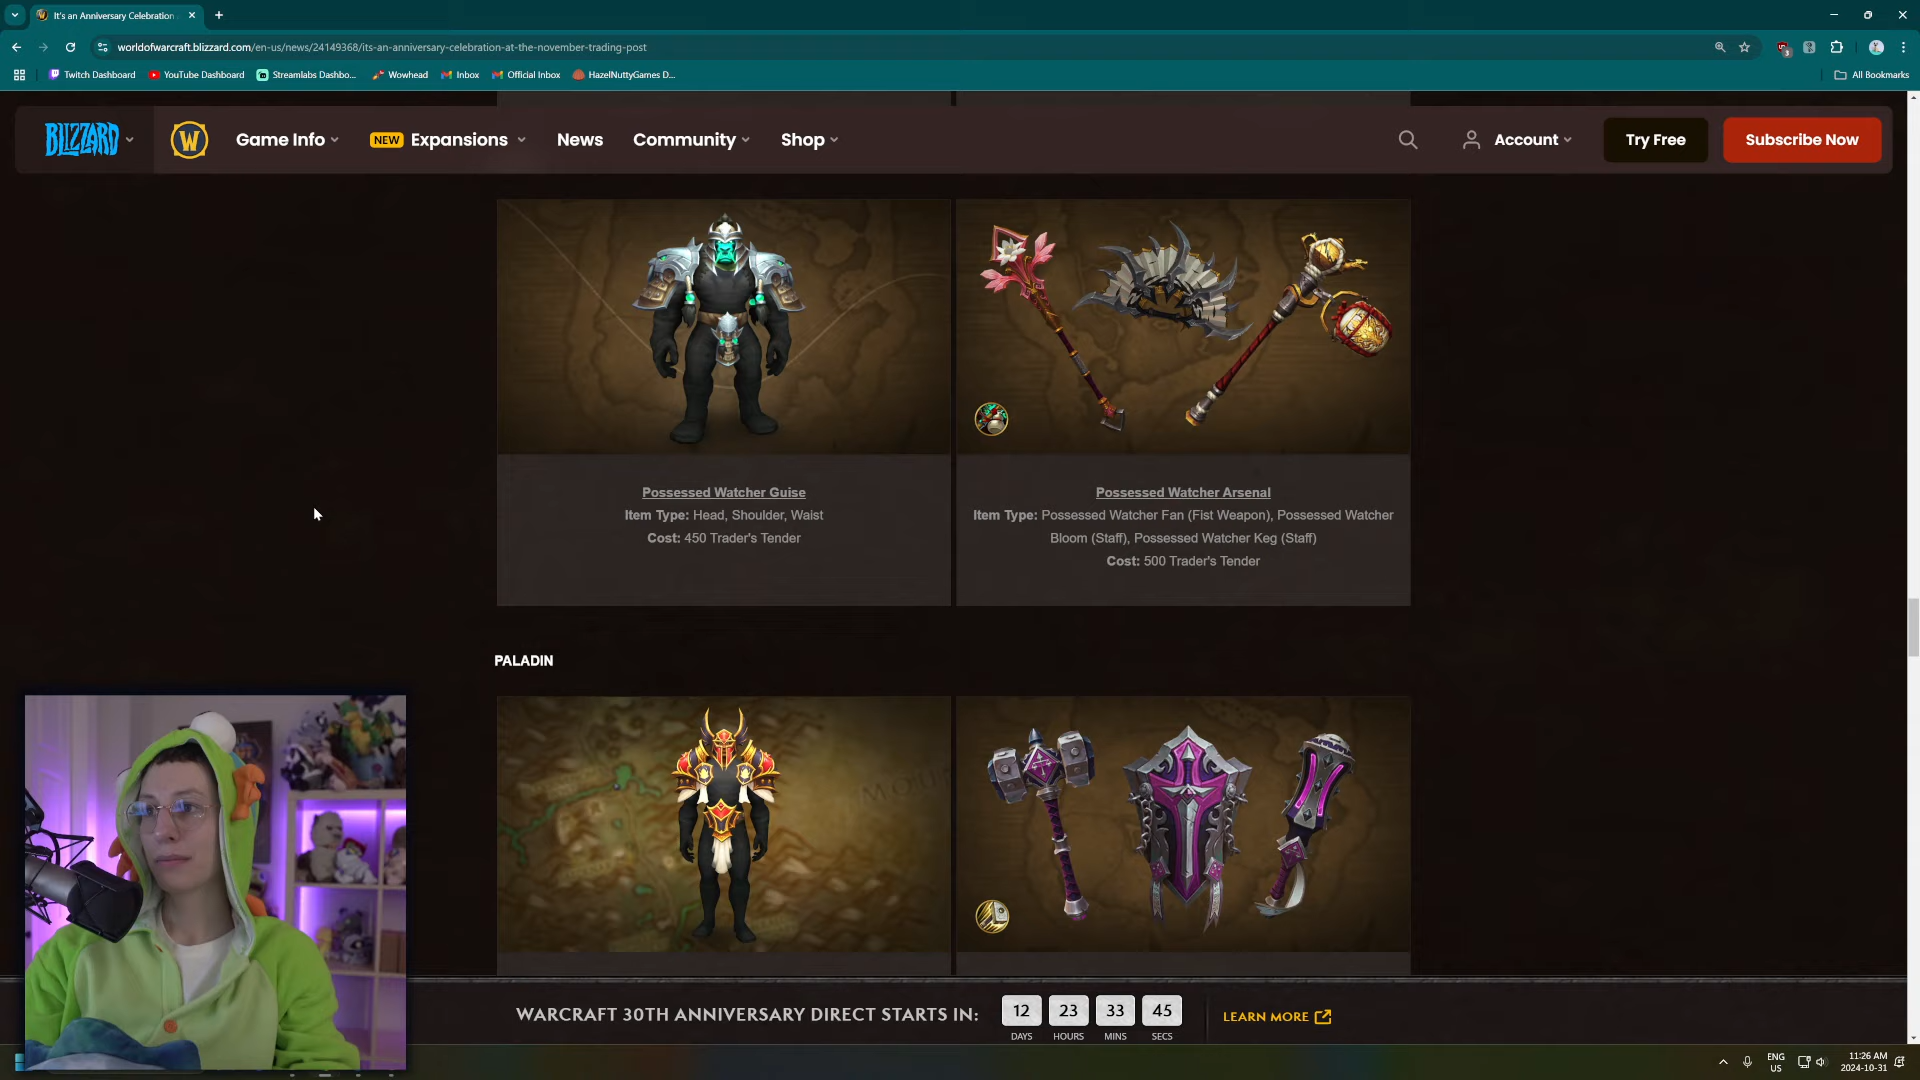 It's an Anniversary Celebration
worldofwarcraft.blizzard.com/en-us/news/24149368/its-an-anniversary-celebration-at-the-november-trading-post
Twitch Dashboard
YouTube Dashboard
Streamlabs Dashbo...
Wowhead
Inbox
Official Inbox
HazelNuttyGames D...
All Bookmarks
BLIZZARD
W
Game Info
NEW Expansions
News
Community
Shop
Account
Try Free
Subscribe Now
Possessed Watcher Guise
Item Type: Head, Shoulder, Waist
Cost: 450 Trader's Tender
Possessed Watcher Arsenal
Item Type: Possessed Watcher Fan (Fist Weapon), Possessed Watcher
Bloom (Staff), Possessed Watcher Keg (Staff)
Cost: 500 Trader's Tender
PALADIN
WARCRAFT 30TH ANNIVERSARY DIRECT STARTS IN:
12 23 33 45
DAYS HOURS MINS SECS
LEARN MORE
ENG
US
11:26 AM
2024-10-31